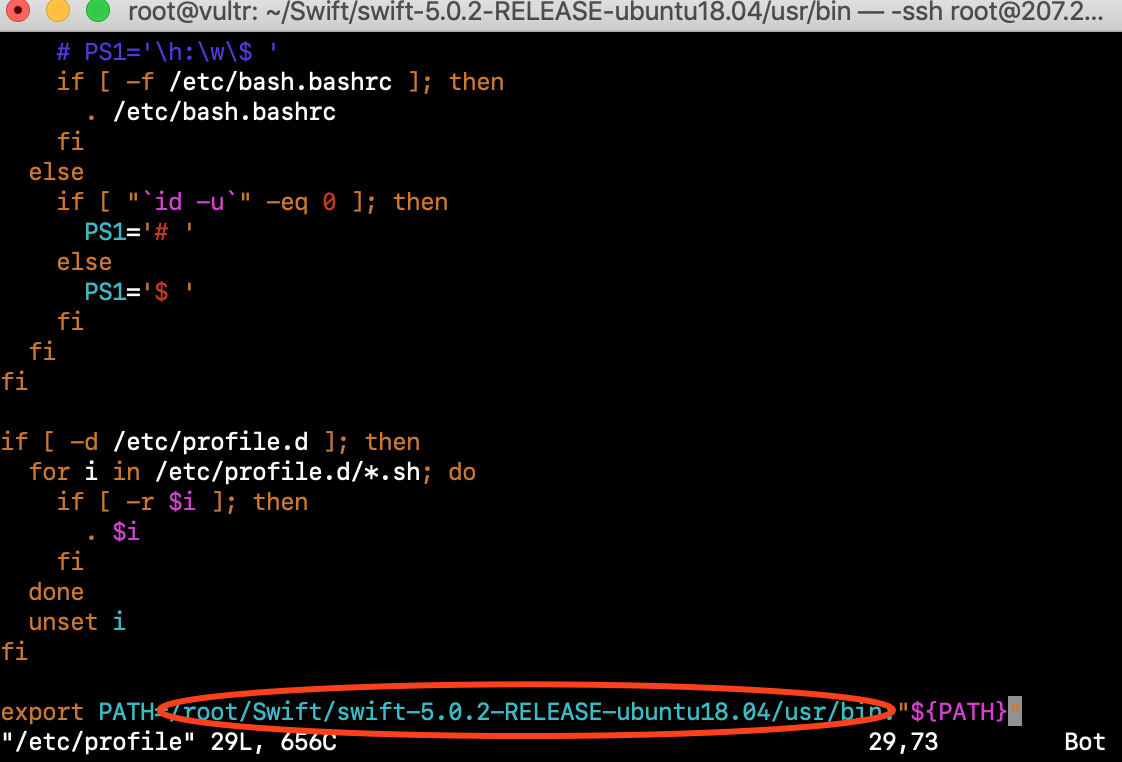 root@vultr: ~/Swift/swift-5.0.2-RELEASE-ubuntu18.04/usr/bin — -ssh root@207.2...
# PS1='\h:\w\$ '
if [ -f /etc/bash.bashrc ]; then
. /etc/bash.bashrc
fi
else
if [ "`id -u`" -eq 0 ]; then
PS1='# '
else
PS1='$ '
fi
fi
fi
if [ -d /etc/profile.d ]; then
for i in /etc/profile.d/*.sh; do
if [ -r $i ]; then
. $i
fi
done
unset i
fi
export PATH=/root/Swift/swift-5.0.2-RELEASE-ubuntu18.04/usr/bin:"${PATH}"
"/etc/profile" 29L, 656C 29,73 Bot